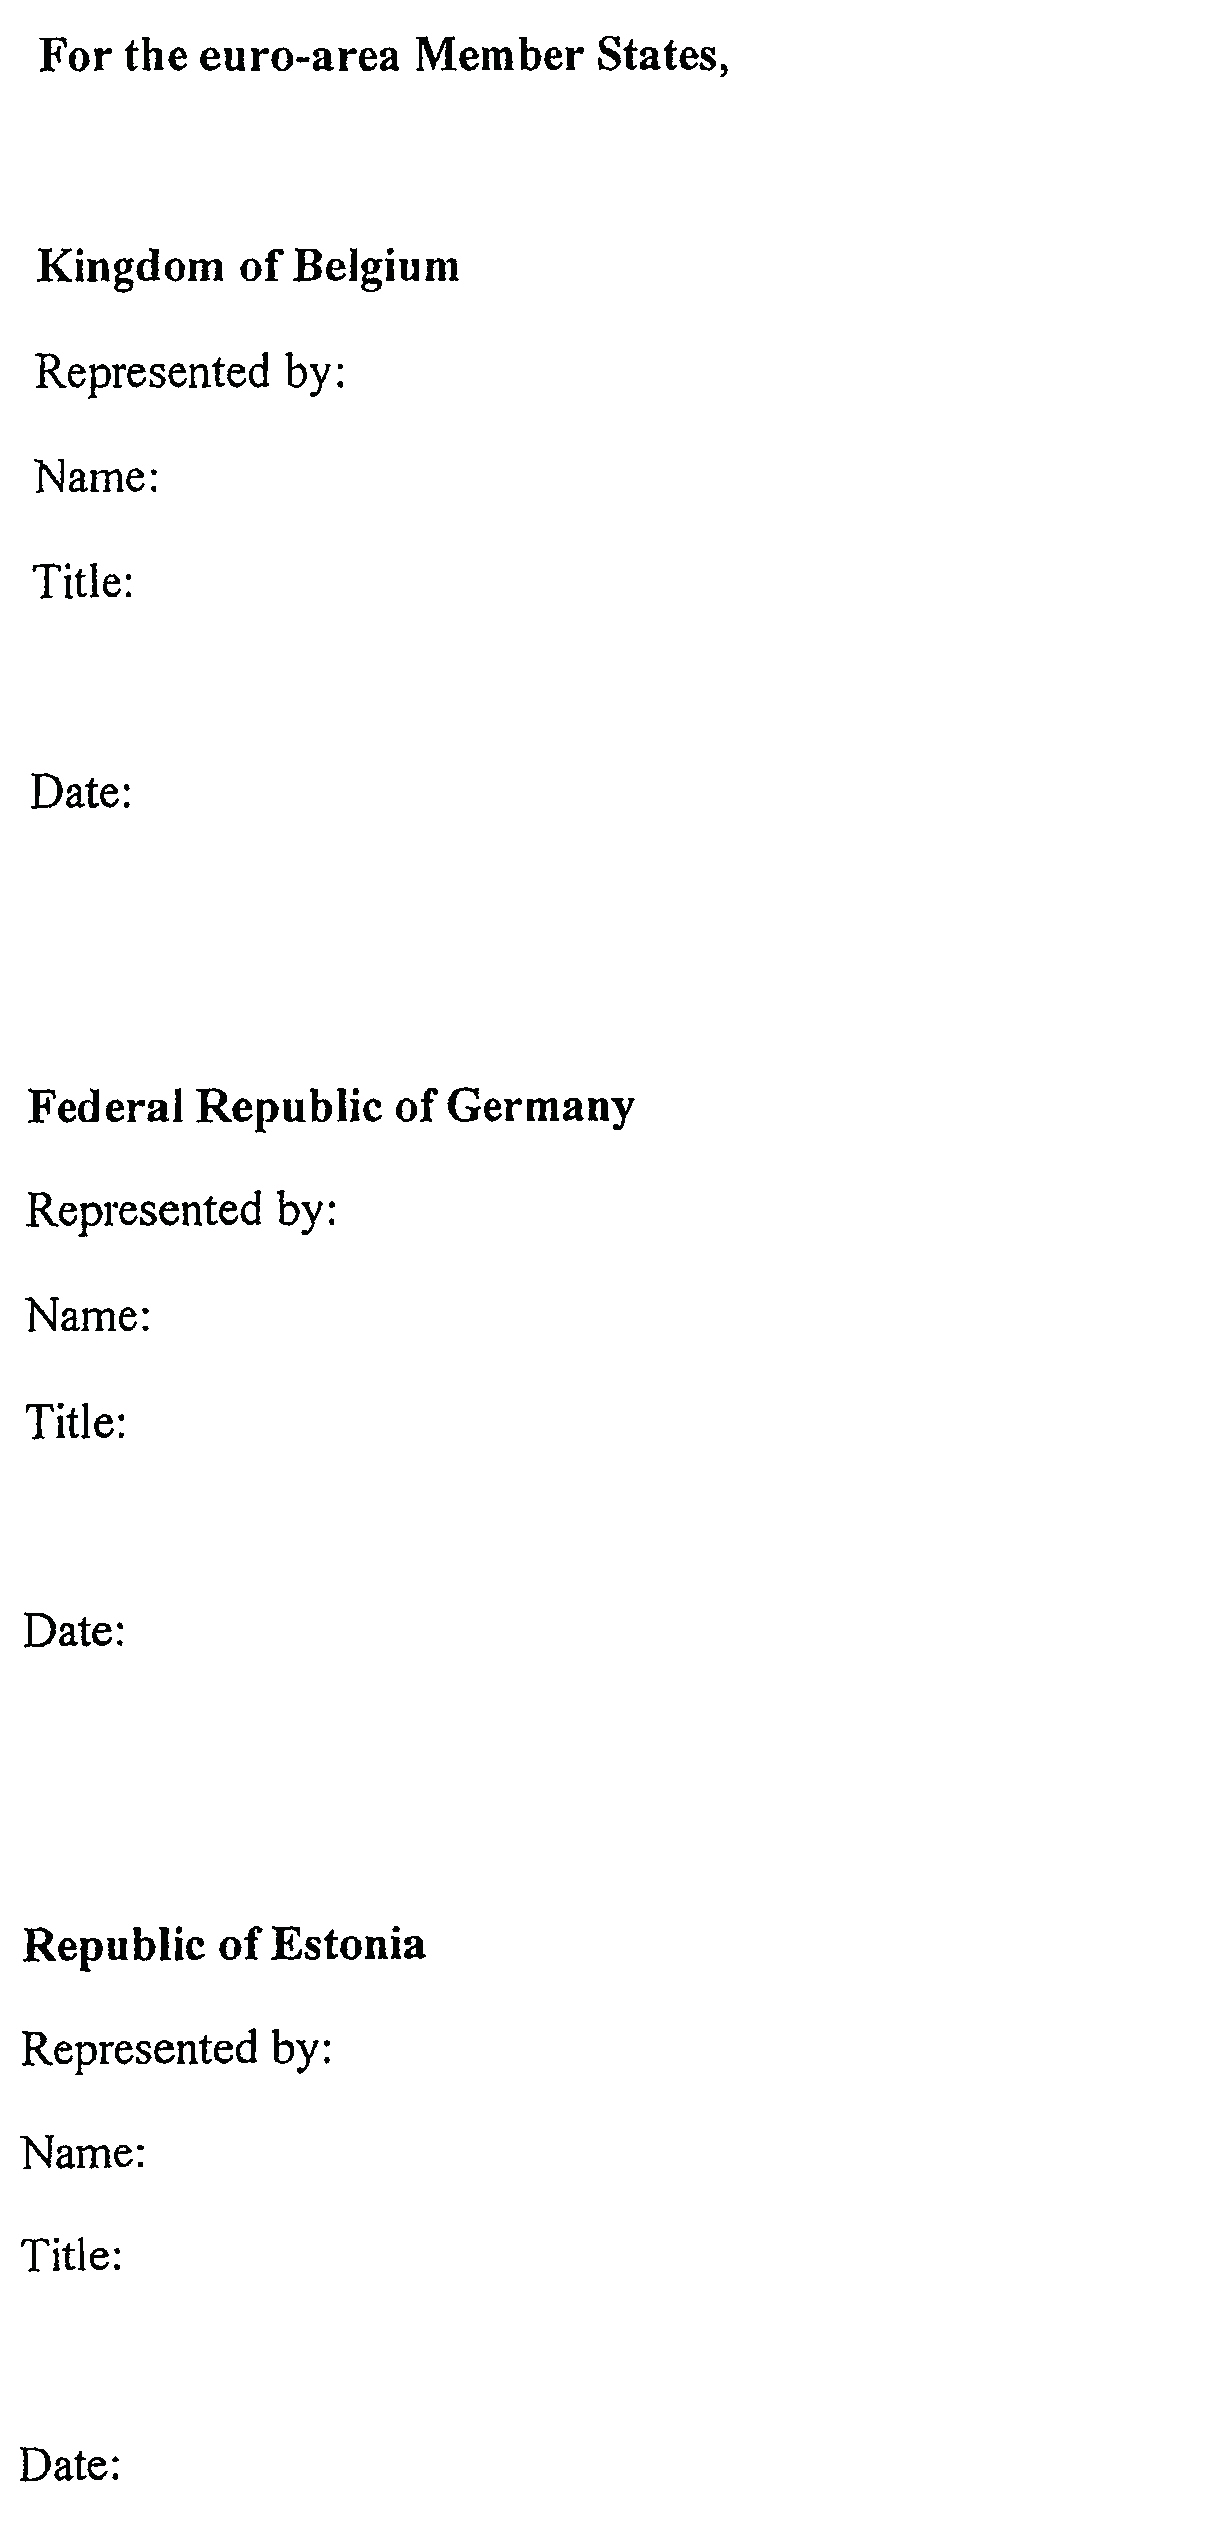 For the euro-area Member States,
Kingdom of Belgium
Represented by:
Name:
Title:
Date:
Federal Republic of Germany
Represented by:
Name:
Title:
Date:
Republic of Estonia
Represented by:
Name:
Title:
Date: